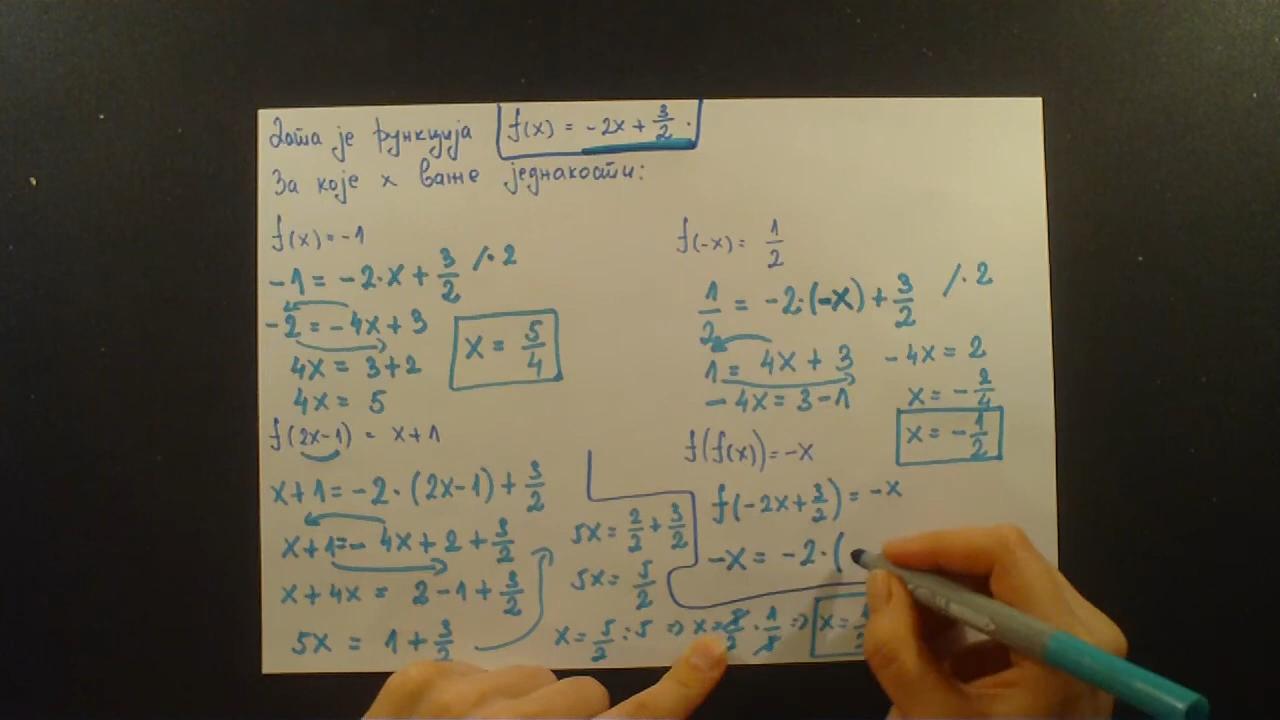 Дата је функција f(x) = -2x + 3/2.
За које x важе једнакости:
f(x) = -1
-1 = -2·x + 3/2 /·2
-2 = -4x + 3
4x = 3+2
4x = 5
x = 5/4
f(-x) = 1/2
1/2 = -2·(-x) + 3/2 /·2
1 = 4x + 3
-4x = 3-1
-4x = 2
x = -2/4
x = -1/2
f(2x-1) = x+1
x+1 = -2·(2x-1) + 3/2
x+1 = -4x + 2 + 3/2
x+4x = 2-1+3/2
5x = 1+3/2
5x = 2/2 + 3/2
5x = 5/2
x = 5/2 : 5 => x = 5/2 · 1/5 => x = 1/2
f(f(x)) = -x
f(-2x+3/2) = -x
-x = -2·(